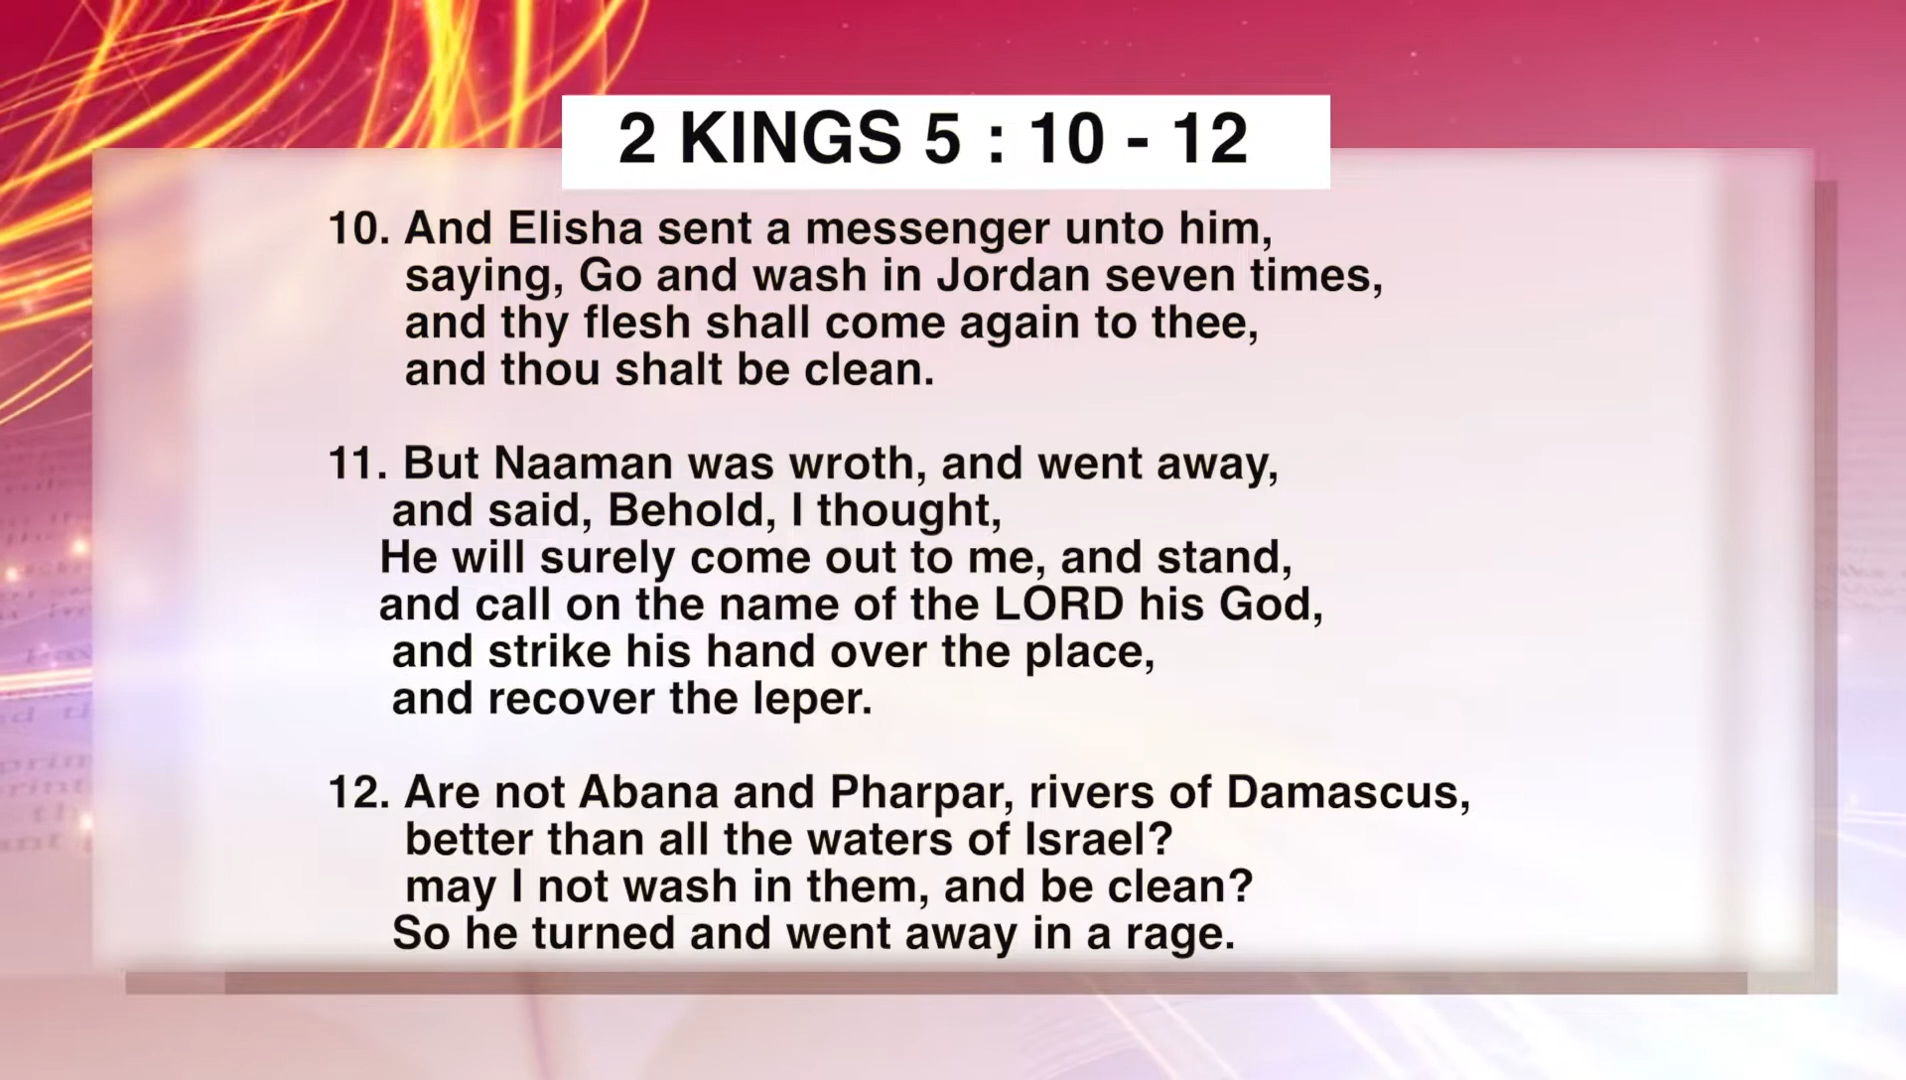 2 KINGS 5 : 10 - 12
10. And Elisha sent a messenger unto him,
saying, Go and wash in Jordan seven times,
and thy flesh shall come again to thee,
and thou shalt be clean.
11. But Naaman was wroth, and went away,
and said, Behold, I thought,
He will surely come out to me, and stand,
and call on the name of the LORD his God,
and strike his hand over the place,
and recover the leper.
12. Are not Abana and Pharpar, rivers of Damascus,
better than all the waters of Israel?
may I not wash in them, and be clean?
So he turned and went away in a rage.